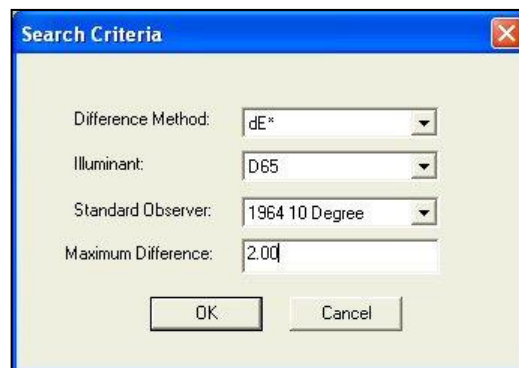 Search Criteria
Difference Method: dE*
Illuminant: D65
Standard Observer: 1964 10 Degree
Maximum Difference: 2.00
OK Cancel